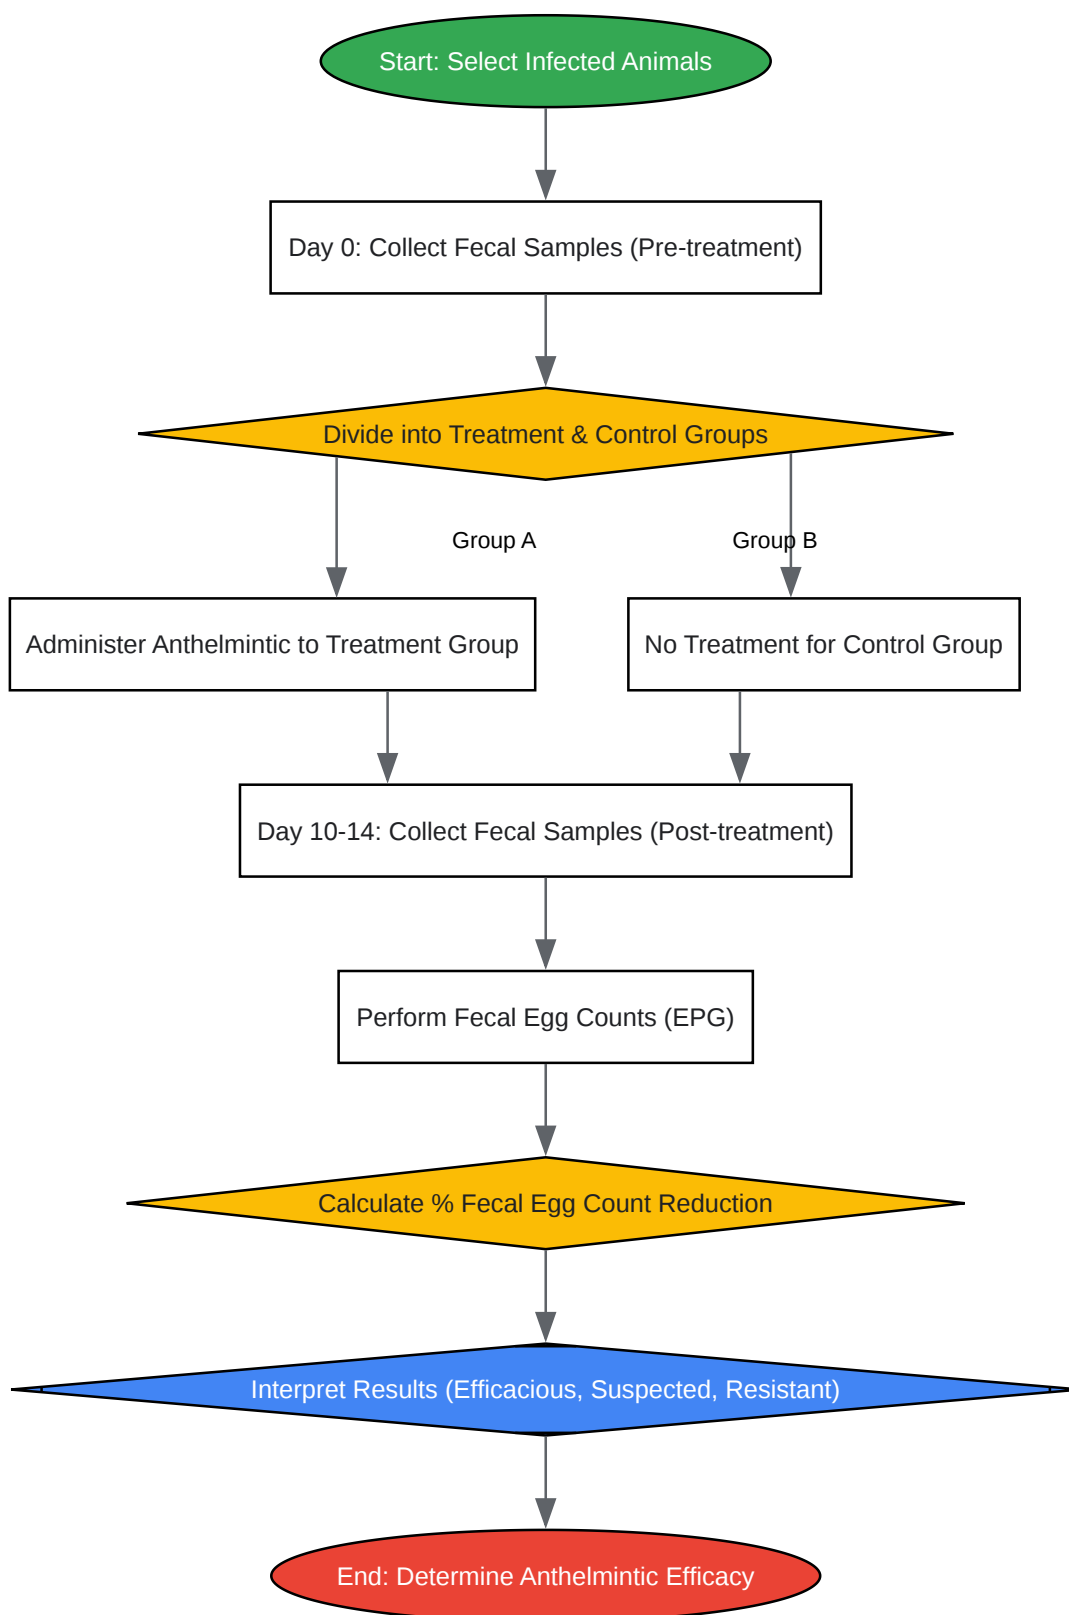 Start: Select Infected Animals
Day 0: Collect Fecal Samples (Pre-treatment)
Divide into Treatment & Control Groups
Group A
Group B
Administer Anthelmintic to Treatment Group
No Treatment for Control Group
Day 10-14: Collect Fecal Samples (Post-treatment)
Perform Fecal Egg Counts (EPG)
Calculate % Fecal Egg Count Reduction
Interpret Results (Efficacious, Suspected, Resistant)
End: Determine Anthelmintic Efficacy